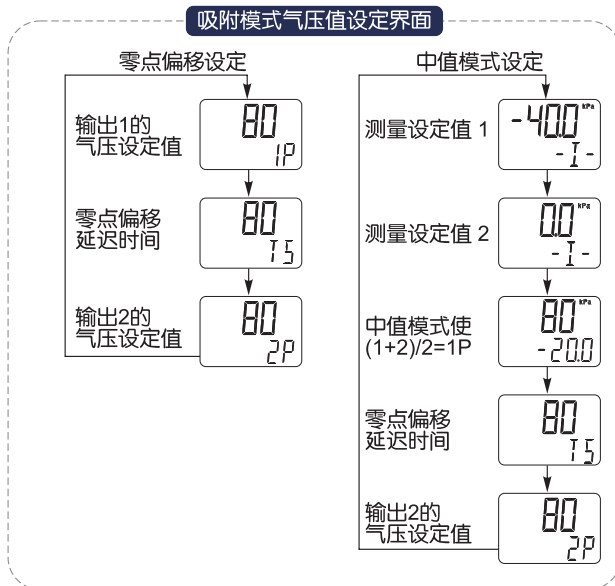 吸附模式气压值设定界面
零点偏移设定
输出1的
气压设定值
80
1P
零点偏移
延迟时间
80
T5
输出2的
气压设定值
80
2P
中值模式设定
测量设定值 1
-40.0 kPa
-I-
测量设定值 2
0.0 kPa
-I-
中值模式使
(1+2)/2=1P
80 kPa
-20.0
零点偏移
延迟时间
80
T5
输出2的
气压设定值
80
2P